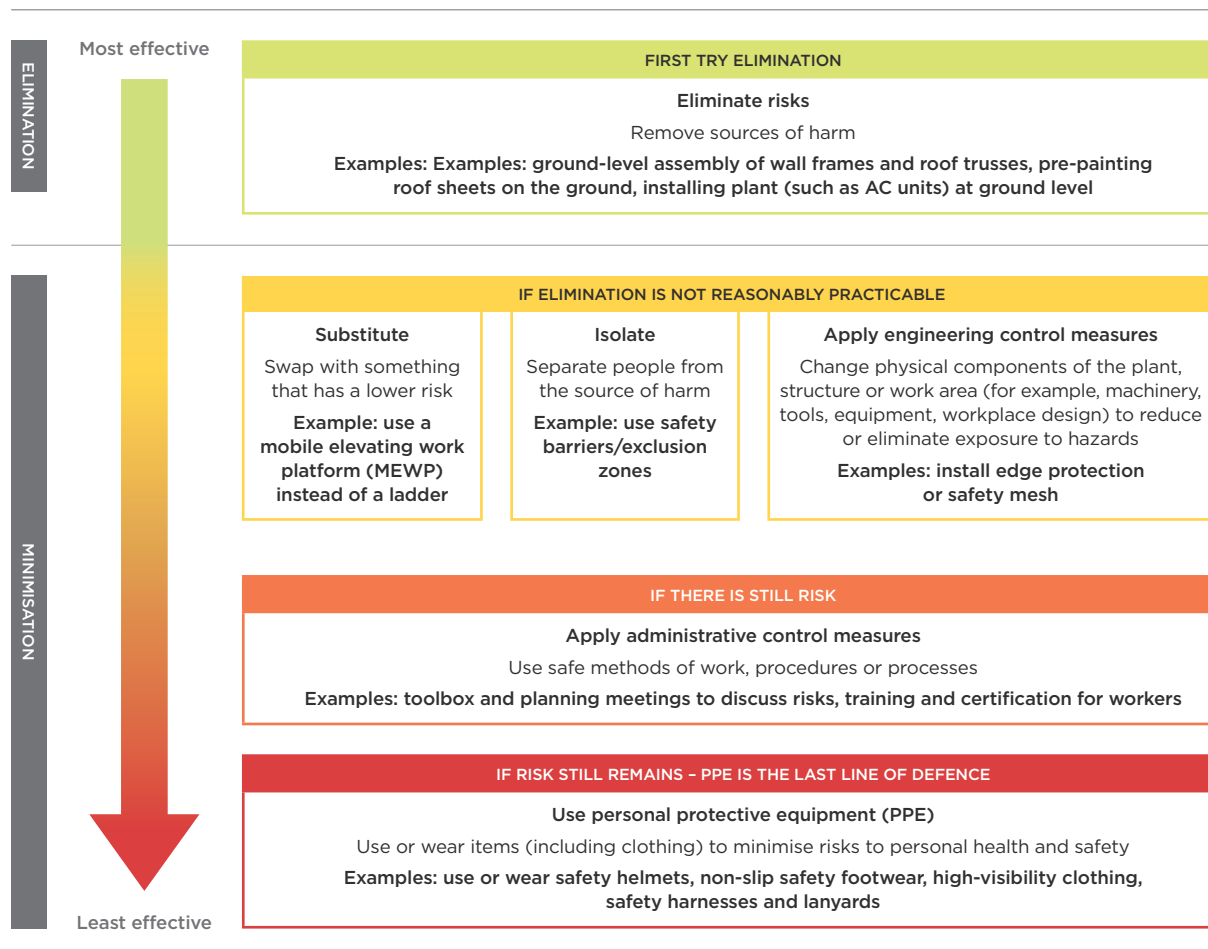 Most effective
ELIMINATION
FIRST TRY ELIMINATION
Eliminate risks
Remove sources of harm
Examples: Examples: ground-level assembly of wall frames and roof trusses, pre-painting
roof sheets on the ground, installing plant (such as AC units) at ground level
MINIMISATION
IF ELIMINATION IS NOT REASONABLY PRACTICABLE
Substitute
Swap with something
that has a lower risk
Example: use a
mobile elevating work
platform (MEWP)
instead of a ladder
Isolate
Separate people from
the source of harm
Example: use safety
barriers/exclusion
zones
Apply engineering control measures
Change physical components of the plant,
structure or work area (for example, machinery,
tools, equipment, workplace design) to reduce
or eliminate exposure to hazards
Examples: install edge protection
or safety mesh
IF THERE IS STILL RISK
Apply administrative control measures
Use safe methods of work, procedures or processes
Examples: toolbox and planning meetings to discuss risks, training and certification for workers
IF RISK STILL REMAINS – PPE IS THE LAST LINE OF DEFENCE
Use personal protective equipment (PPE)
Use or wear items (including clothing) to minimise risks to personal health and safety
Examples: use or wear safety helmets, non-slip safety footwear, high-visibility clothing,
safety harnesses and lanyards
Least effective